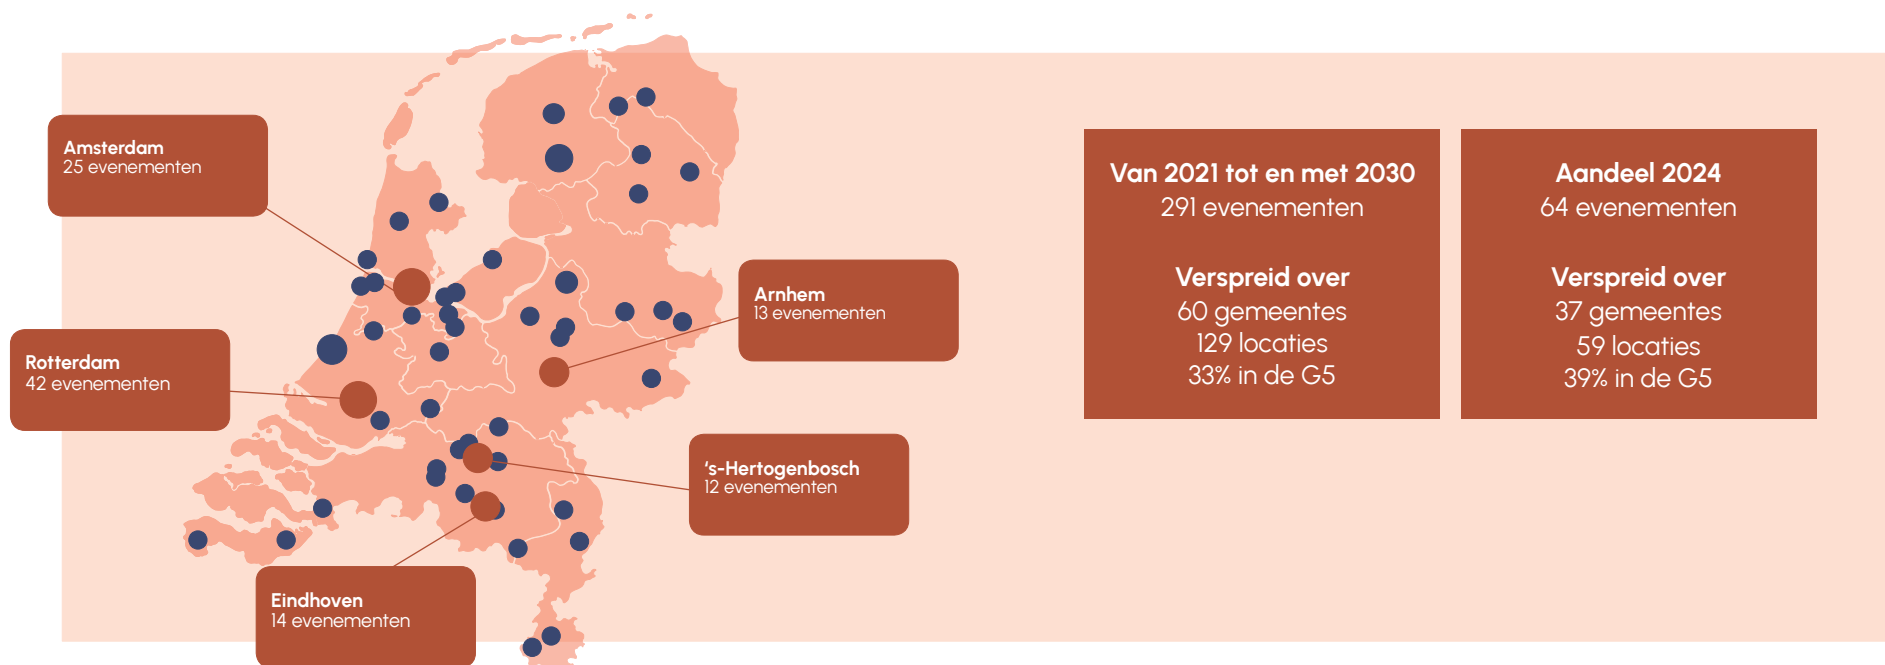 Amsterdam
25 evenementen
Rotterdam
42 evenementen
Arnhem
13 evenementen
‘s-Hertogenbosch
12 evenementen
Eindhoven
14 evenementen
Van 2021 tot en met 2030
291 evenementen
Verspreid over
60 gemeentes
129 locaties
33% in de G5
Aandeel 2024
64 evenementen
Verspreid over
37 gemeentes
59 locaties
39% in de G5